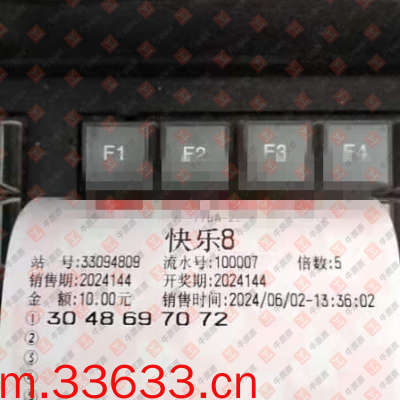 F1 F2 F3 F4
快乐8
站 号:33094809 流水号:100007 倍数:5
销售期:2024144 开奖期:2024144
金 额:10.00元 销售时间:2024/06/02-13:36:02
① 30 48 69 70 72
②
③
m.33633.cn